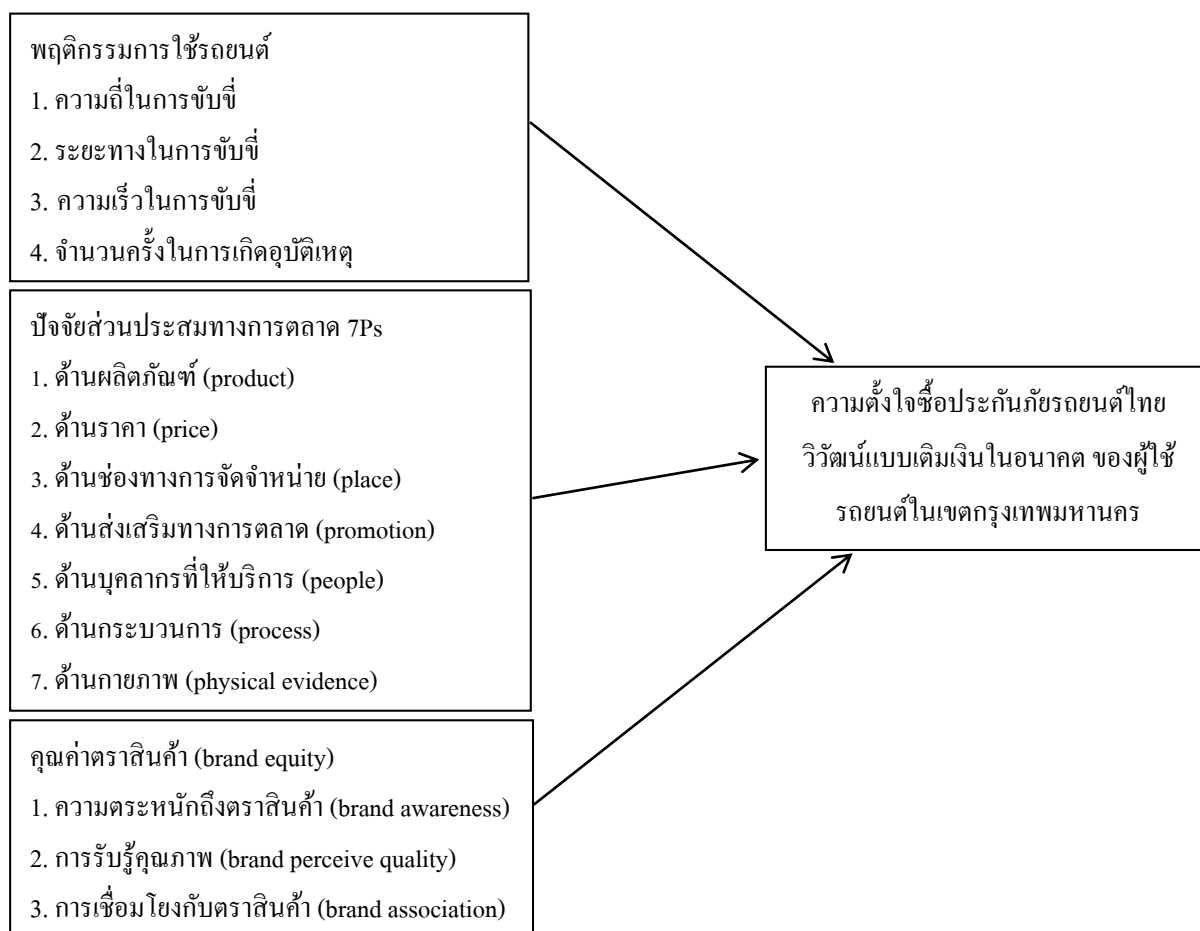 พฤติกรรมการใช้รถยนต์
1. ความถี่ในการขับขี่
2. ระยะทางในการขับขี่
3. ความเร็วในการขับขี่
4. จำนวนครั้งในการเกิดอุบัติเหตุ
ปัจจัยส่วนประสมทางการตลาด 7Ps
1. ด้านผลิตภัณฑ์ (product)
2. ด้านราคา (price)
3. ด้านช่องทางการจัดจำหน่าย (place)
4. ด้านส่งเสริมทางการตลาด (promotion)
5. ด้านบุคลากรที่ให้บริการ (people)
6. ด้านกระบวนการ (process)
7. ด้านกายภาพ (physical evidence)
คุณค่าตราสินค้า (brand equity)
1. ความตระหนักถึงตราสินค้า (brand awareness)
2. การรับรู้คุณภาพ (brand perceive quality)
3. การเชื่อมโยงกับตราสินค้า (brand association)
ความตั้งใจซื้อประกันภัยรถยนต์ไทย
วิวัฒน์แบบเติมเงินในอนาคต ของผู้ใช้
รถยนต์ในเขตกรุงเทพมหานคร